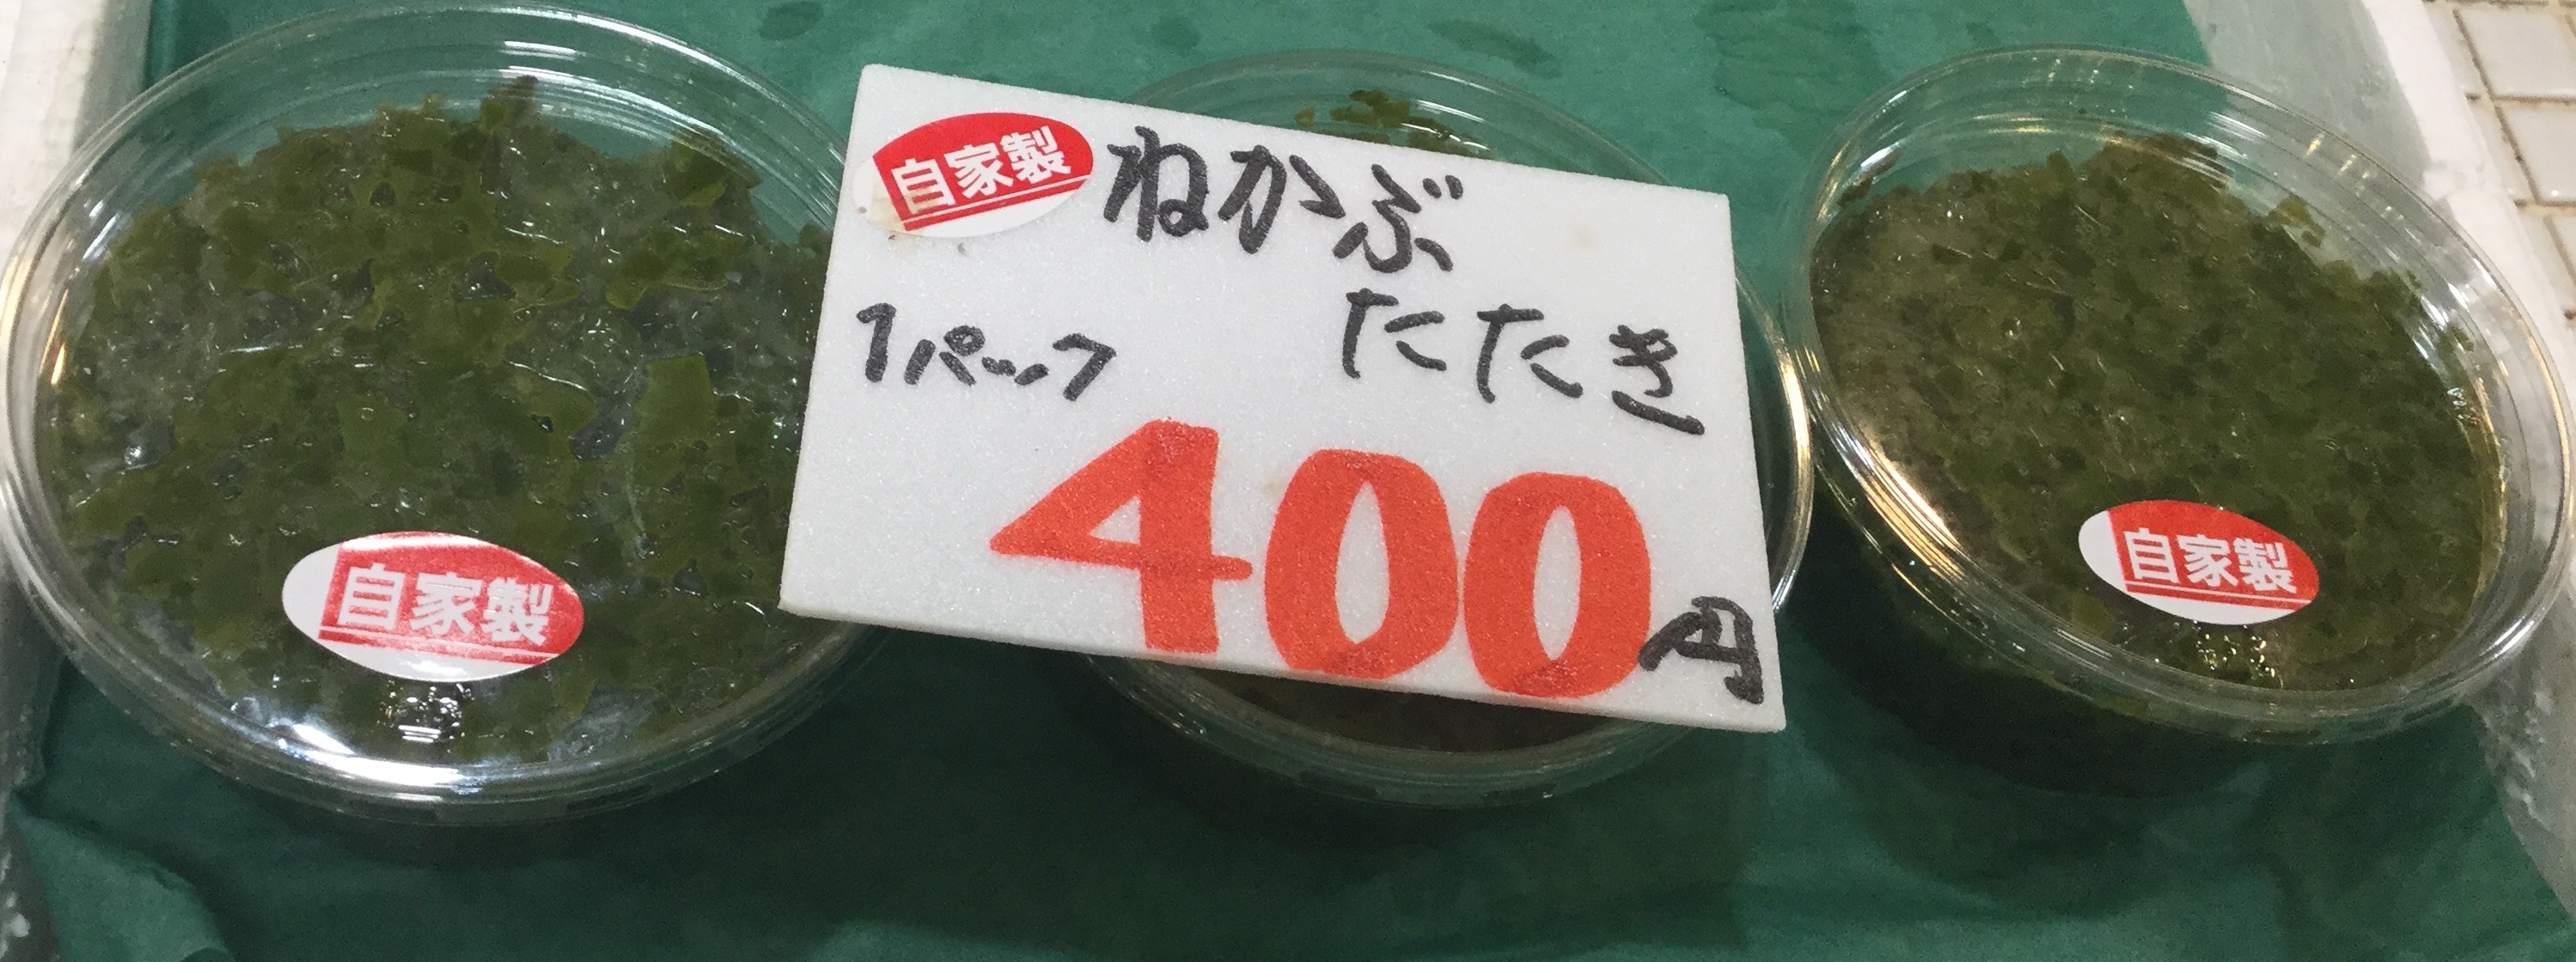 自家製 ねかぶ
たたき
1パック
400円
自家製
自家製